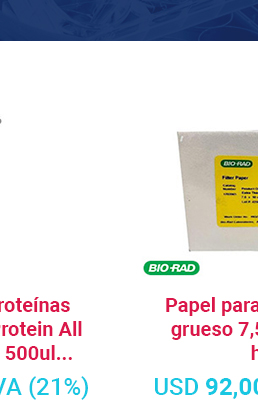 BIO-RAD
Filter Paper
BIO-RAD
roteínas
rotein All
500ul...
VA (21%)
Papel para
grueso 7,5
h
USD 92,00